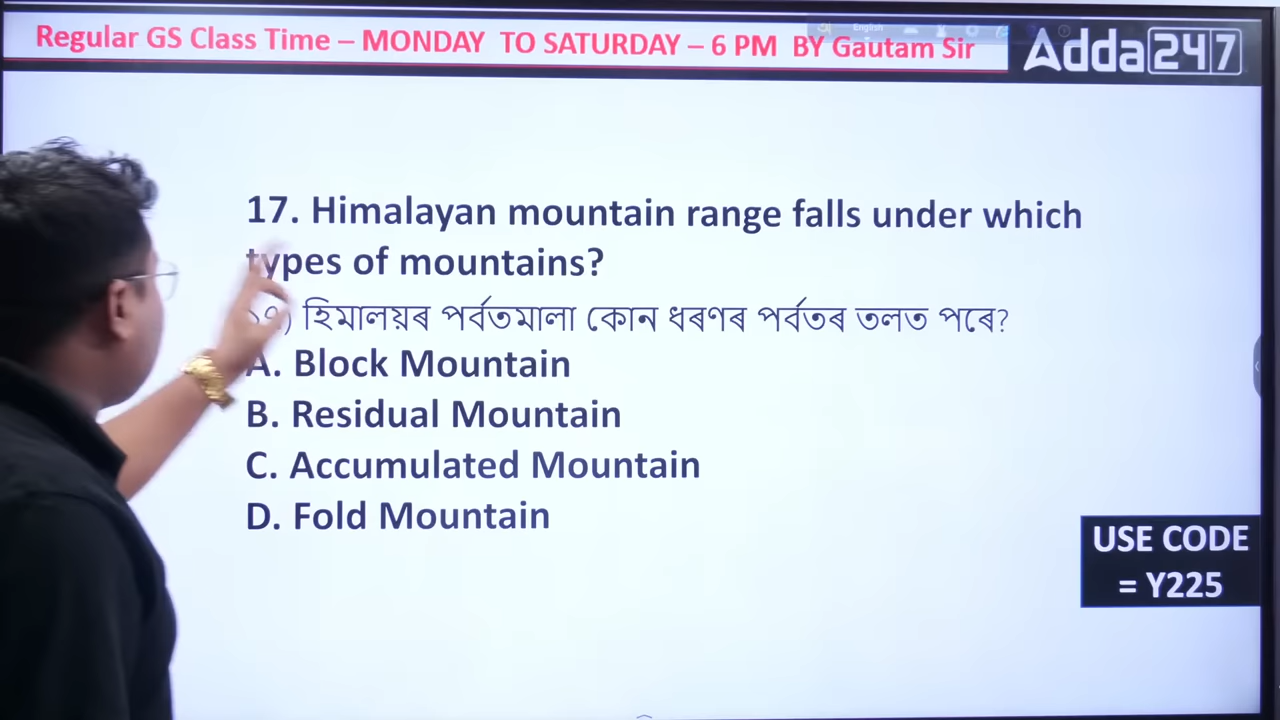 Regular GS Class Time – MONDAY TO SATURDAY – 6 PM BY Gautam Sir
English
Adda247
17. Himalayan mountain range falls under which
types of mountains?
১৭) হিমালয়ৰ পৰ্বতমালা কোন ধৰণৰ পৰ্বতৰ তলত পৰে?
A. Block Mountain
B. Residual Mountain
C. Accumulated Mountain
D. Fold Mountain
USE CODE
= Y225